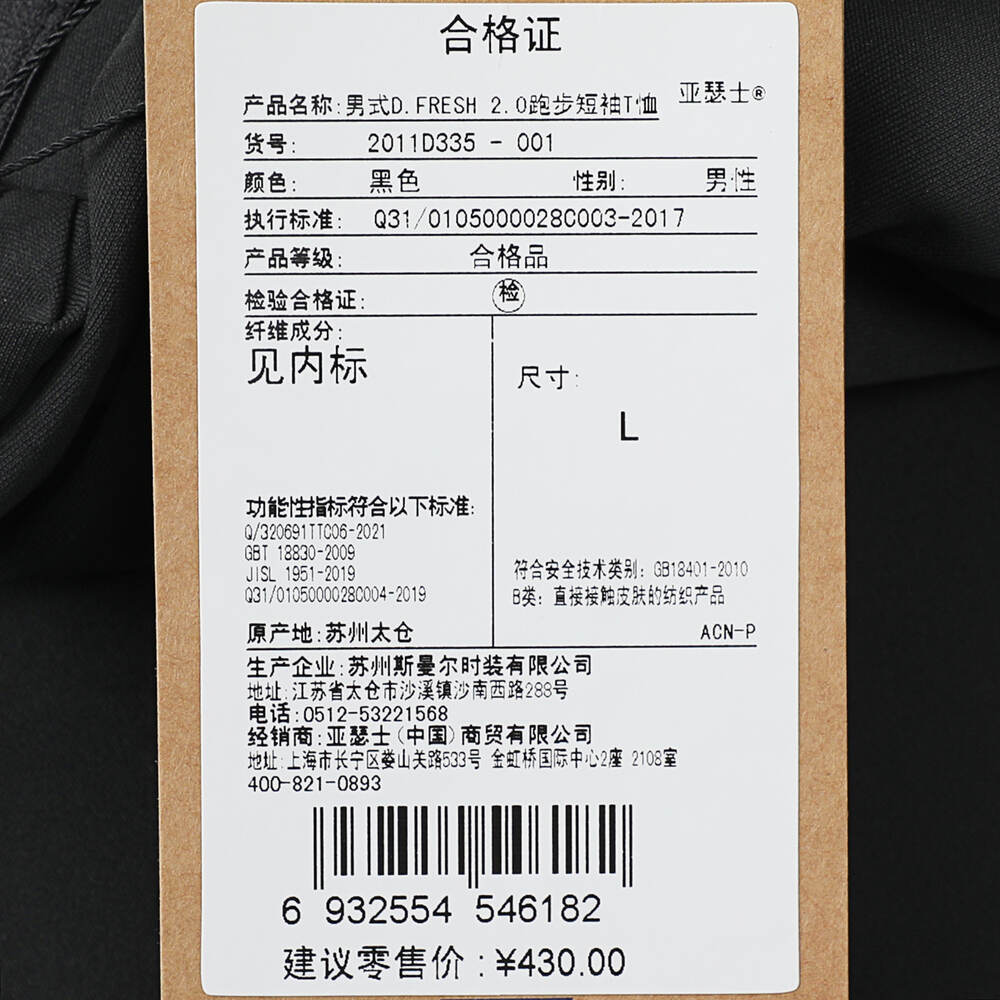 合格证
产品名称:男式D.FRESH 2.0跑步短袖T恤 亚瑟士®
货号: 2011D335 - 001
颜色: 黑色 性别: 男性
执行标准: Q31/0105000028C003-2017
产品等级: 合格品
检验合格证: 检
纤维成分:
见内标
尺寸:
L
功能性指标符合以下标准:
Q/320691TTC06-2021
GBT 18830-2009
JISL 1951-2019
Q31/0105000028C004-2019
符合安全技术类别: GB18401-2010
B类: 直接接触皮肤的纺织产品
原产地:苏州太仓
ACN-P
生产企业:苏州斯曼尔时装有限公司
地址:江苏省太仓市沙溪镇沙南西路288号
电话:0512-53221568
经销商:亚瑟士(中国)商贸有限公司
地址:上海市长宁区娄山关路533号 金虹桥国际中心2座 2108室
400-821-0893
6 932554 546182
建议零售价:¥430.00